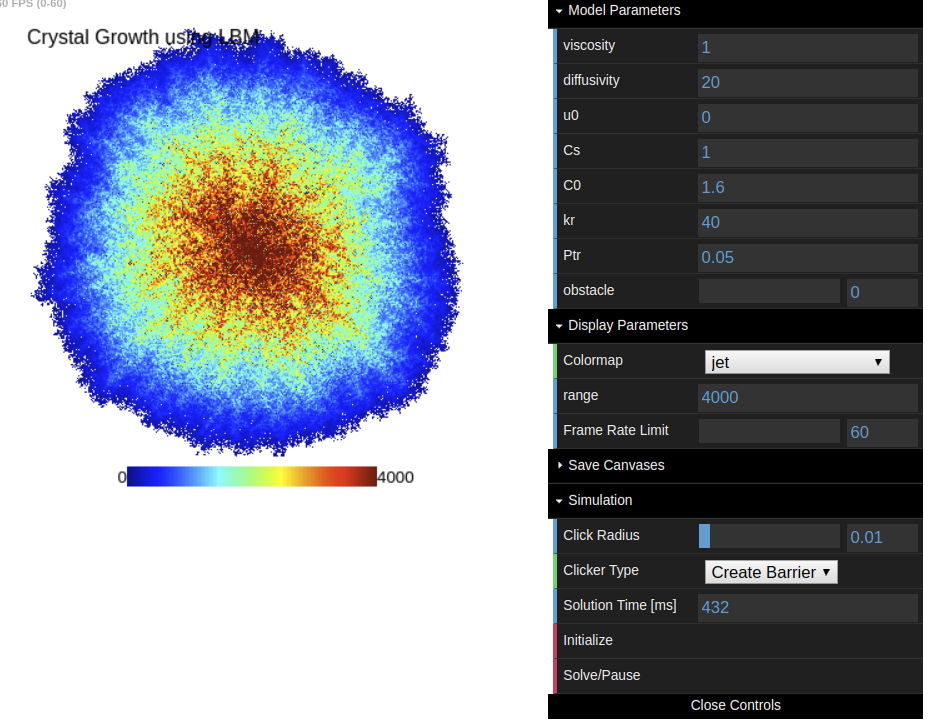 60 FPS (0-60)
Crystal Growth using LBM
0
4000
Model Parameters
viscosity 1
diffusivity 20
u0 0
Cs 1
C0 1.6
kr 40
Ptr 0.05
obstacle 0
Display Parameters
Colormap jet
range 4000
Frame Rate Limit 60
Save Canvases
Simulation
Click Radius 0.01
Clicker Type Create Barrier
Solution Time [ms] 432
Initialize
Solve/Pause
Close Controls